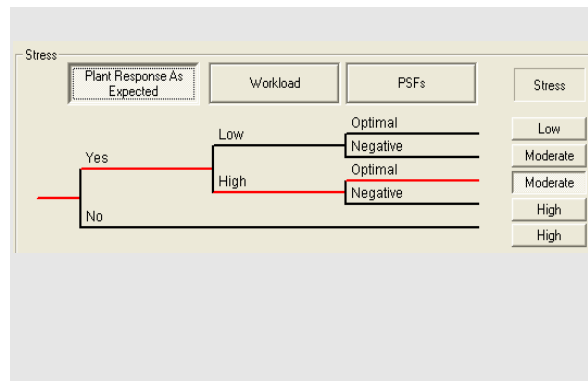 Stress
Plant Response As
Expected
Workload
PSFs
Stress
Yes
No
Low
High
Optimal
Negative
Optimal
Negative
Low
Moderate
Moderate
High
High